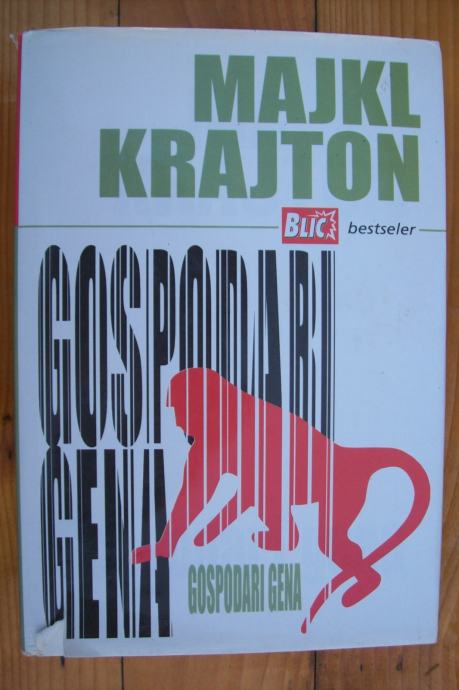 MAJKL
KRAJTON
BLIC bestseler
GOSPODARI
GENA
GOSPODARI GENA